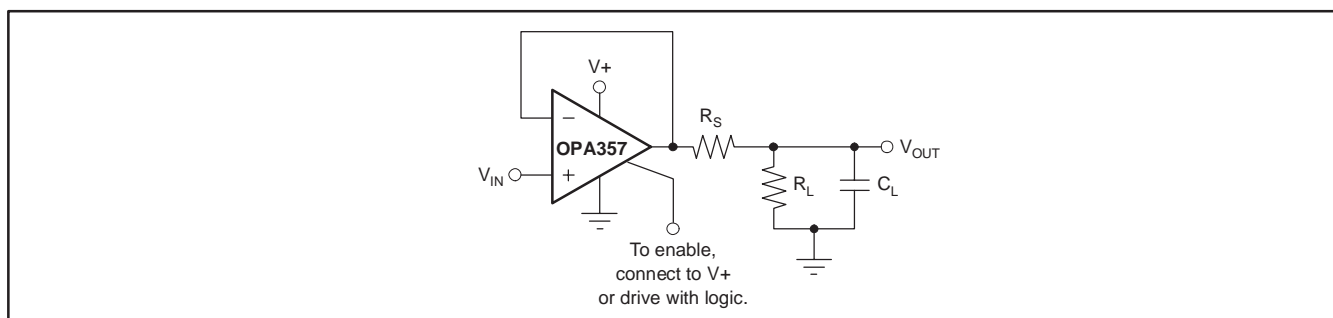 V+
R_S
−
OPA357
V_OUT
V_IN
+
R_L
C_L
To enable,
connect to V+
or drive with logic.